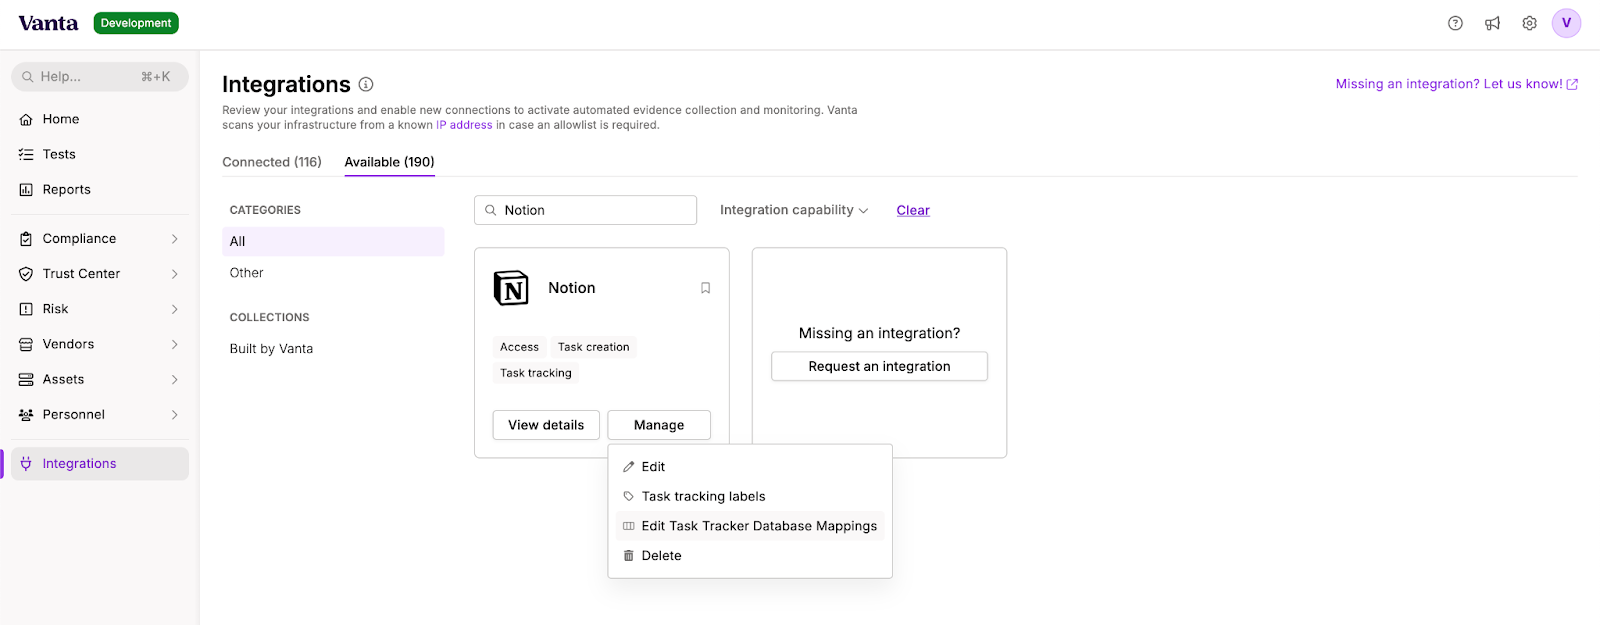 Vanta
Development
V
Help...
⌘+K
Home
Tests
Reports
Compliance
Trust Center
Risk
Vendors
Assets
Personnel
Integrations
Integrations
Missing an integration? Let us know!
Review your integrations and enable new connections to activate automated evidence collection and monitoring. Vanta
scans your infrastructure from a known IP address in case an allowlist is required.
Connected (116)
Available (190)
CATEGORIES
All
Other
COLLECTIONS
Built by Vanta
Notion
Integration capability
Clear
N
Notion
Access
Task creation
Task tracking
View details
Manage
Missing an integration?
Request an integration
Edit
Task tracking labels
Edit Task Tracker Database Mappings
Delete